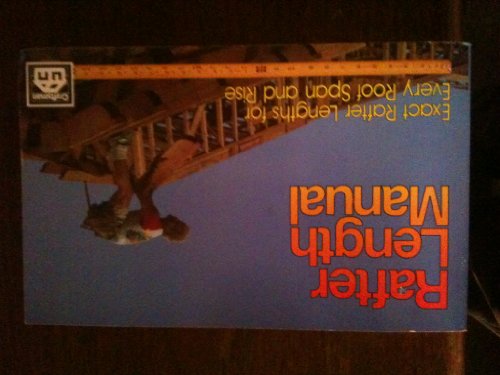 Rafter
Length
Manual
Exact Rafter Lengths for
Every Roof Span and Rise
Craftsman